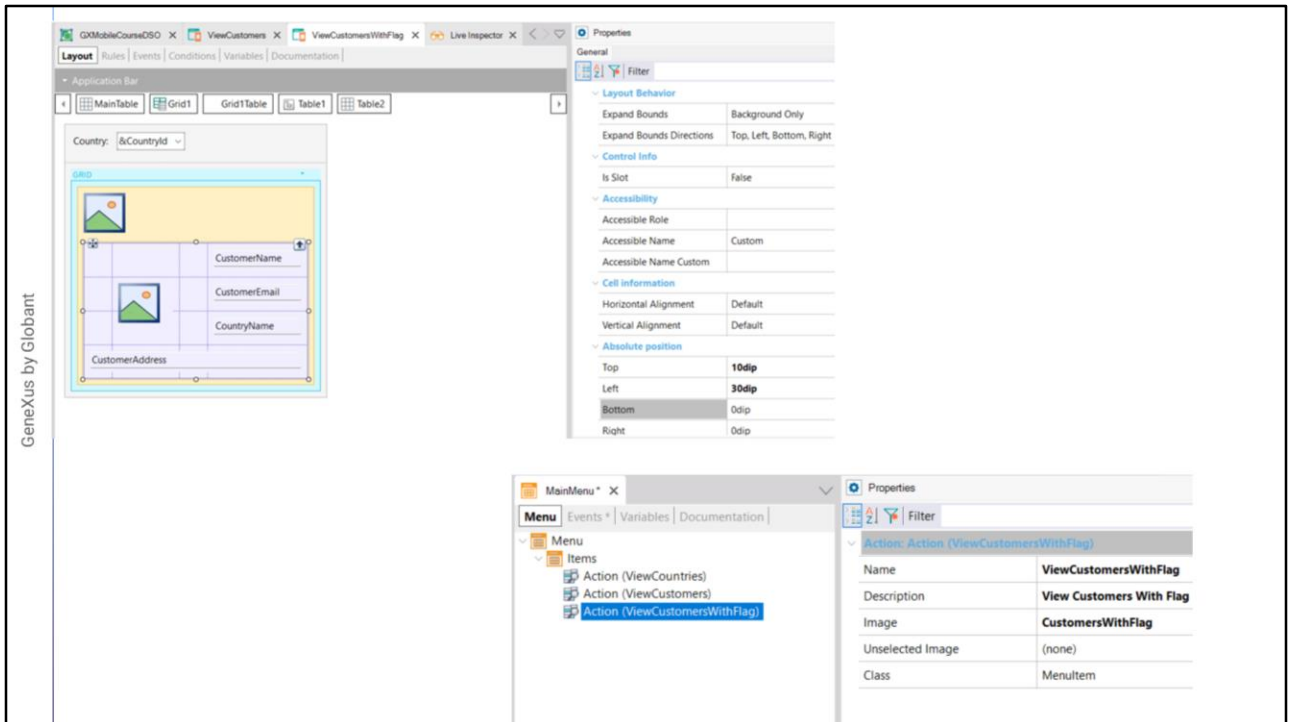 GeneXus by Globant
GXMobileCourseDSO X ViewCustomers X ViewCustomersWithFlag X Live Inspector X
Layout Rules Events Conditions Variables Documentation
Application Bar
MainTable Grid1 Grid1Table Table1 Table2
Country: &CountryId
GRID
CustomerName
CustomerEmail
CountryName
CustomerAddress
Properties
General
Filter
Layout Behavior
Expand Bounds Background Only
Expand Bounds Directions Top, Left, Bottom, Right
Control Info
Is Slot False
Accessibility
Accessible Role
Accessible Name Custom
Accessible Name Custom
Cell information
Horizontal Alignment Default
Vertical Alignment Default
Absolute position
Top 10dip
Left 30dip
Bottom 0dip
Right 0dip
MainMenu * X
Menu Events * Variables Documentation
Menu
Items
Action (ViewCountries)
Action (ViewCustomers)
Action (ViewCustomersWithFlag)
Properties
Filter
Action: Action (ViewCustomersWithFlag)
Name ViewCustomersWithFlag
Description View Customers With Flag
Image CustomersWithFlag
Unselected Image (none)
Class MenuItem